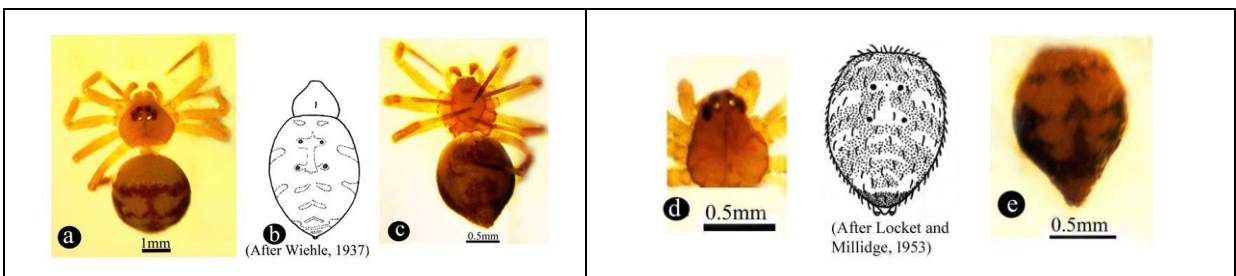 a
1mm
b
(After Wiehle, 1937)
c
0.5mm
d
0.5mm
(After Locket and
Millidge, 1953)
e
0.5mm